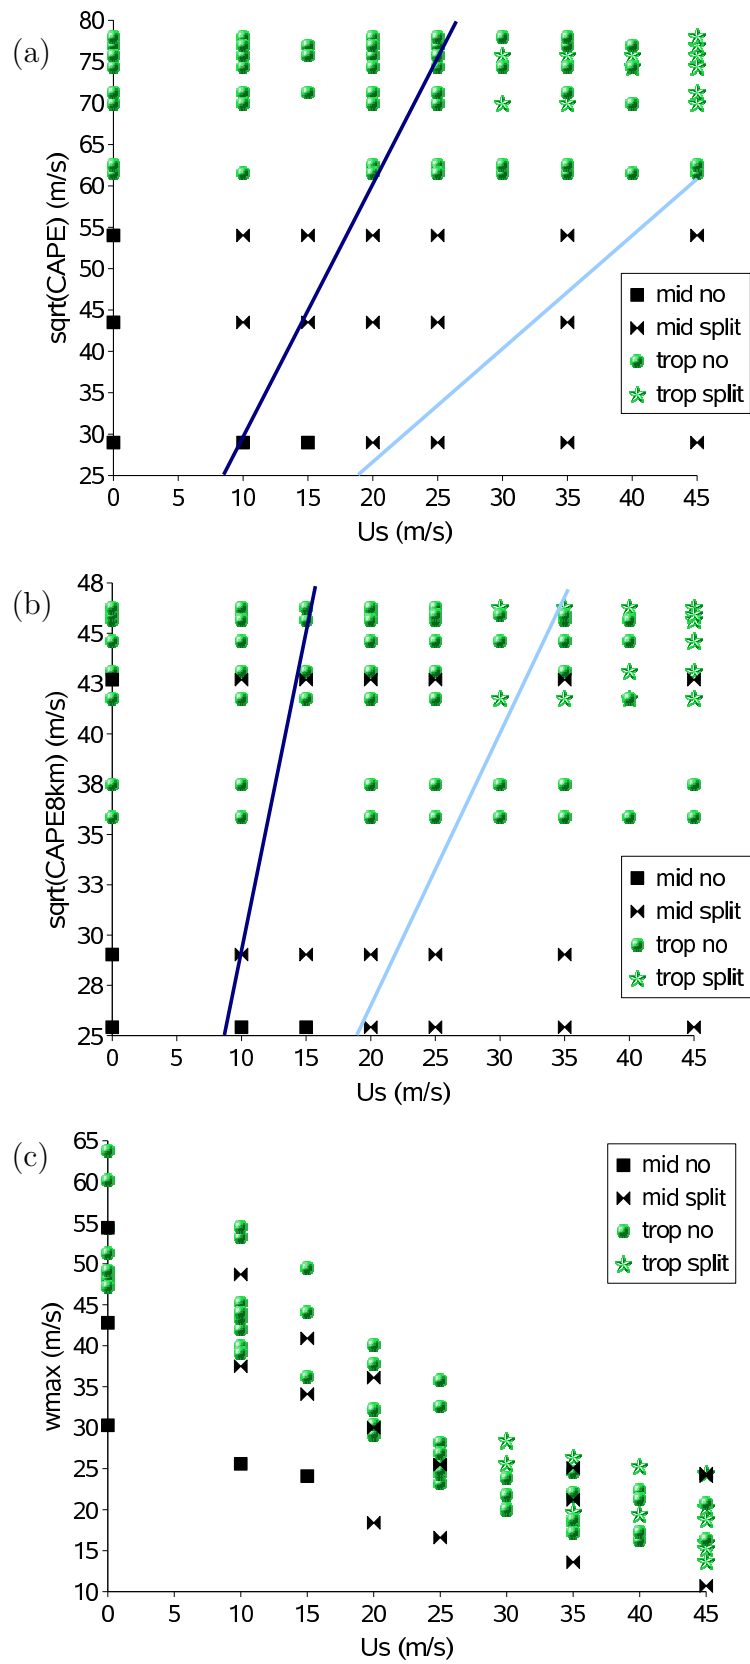 (a)
80
75
70
65
60
55
50
45
40
35
30
25
sqrt(CAPE) (m/s)
0 5 10 15 20 25 30 35 40 45
Us (m/s)
mid no
mid split
trop no
trop split
(b)
48
45
43
40
38
35
33
30
28
25
sqrt(CAPE8km) (m/s)
0 5 10 15 20 25 30 35 40 45
Us (m/s)
mid no
mid split
trop no
trop split
(c)
65
60
55
50
45
40
35
30
25
20
15
10
wmax (m/s)
0 5 10 15 20 25 30 35 40 45
Us (m/s)
mid no
mid split
trop no
trop split